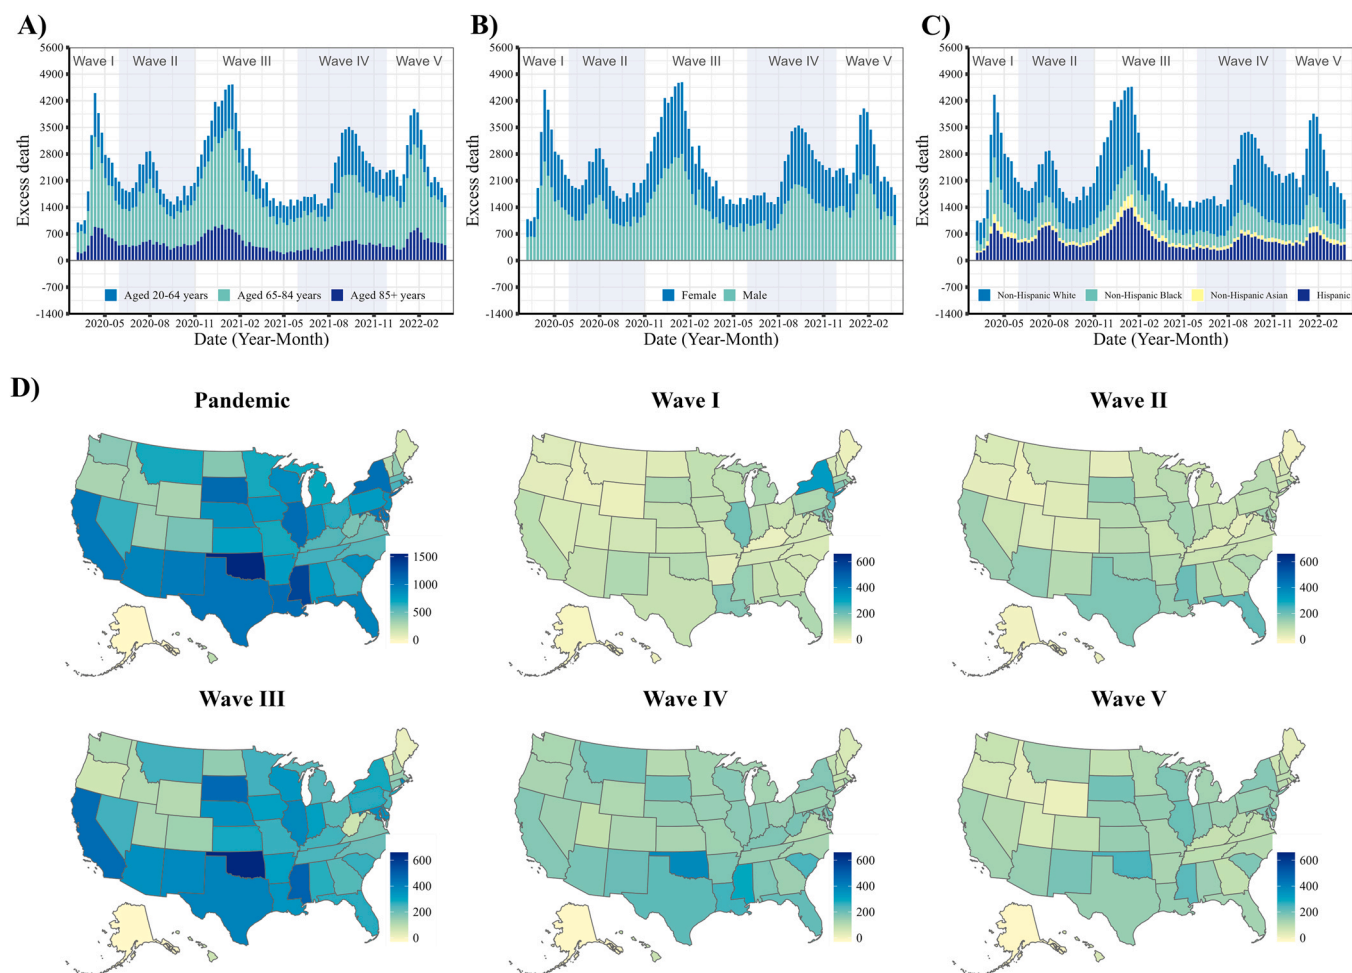 A)
B)
C)
5600
4900
4200
3500
2800
2100
1400
700
0
-700
-1400
Excess death
Wave I
Wave II
Wave III
Wave IV
Wave V
Aged 20-64 years
Aged 65-84 years
Aged 85+ years
2020-05
2020-08
2020-11
2021-02
2021-05
2021-08
2021-11
2022-02
Date (Year-Month)
5600
4900
4200
3500
2800
2100
1400
700
0
-700
-1400
Excess death
Wave I
Wave II
Wave III
Wave IV
Wave V
Female
Male
2020-05
2020-08
2020-11
2021-02
2021-05
2021-08
2021-11
2022-02
Date (Year-Month)
5600
4900
4200
3500
2800
2100
1400
700
0
-700
-1400
Excess death
Wave I
Wave II
Wave III
Wave IV
Wave V
Non-Hispanic White
Non-Hispanic Black
Non-Hispanic Asian
Hispanic
2020-05
2020-08
2020-11
2021-02
2021-05
2021-08
2021-11
2022-02
Date (Year-Month)
D)
Pandemic
1500
1000
500
0
Wave I
600
400
200
0
Wave II
600
400
200
0
Wave III
600
400
200
0
Wave IV
600
400
200
0
Wave V
600
400
200
0